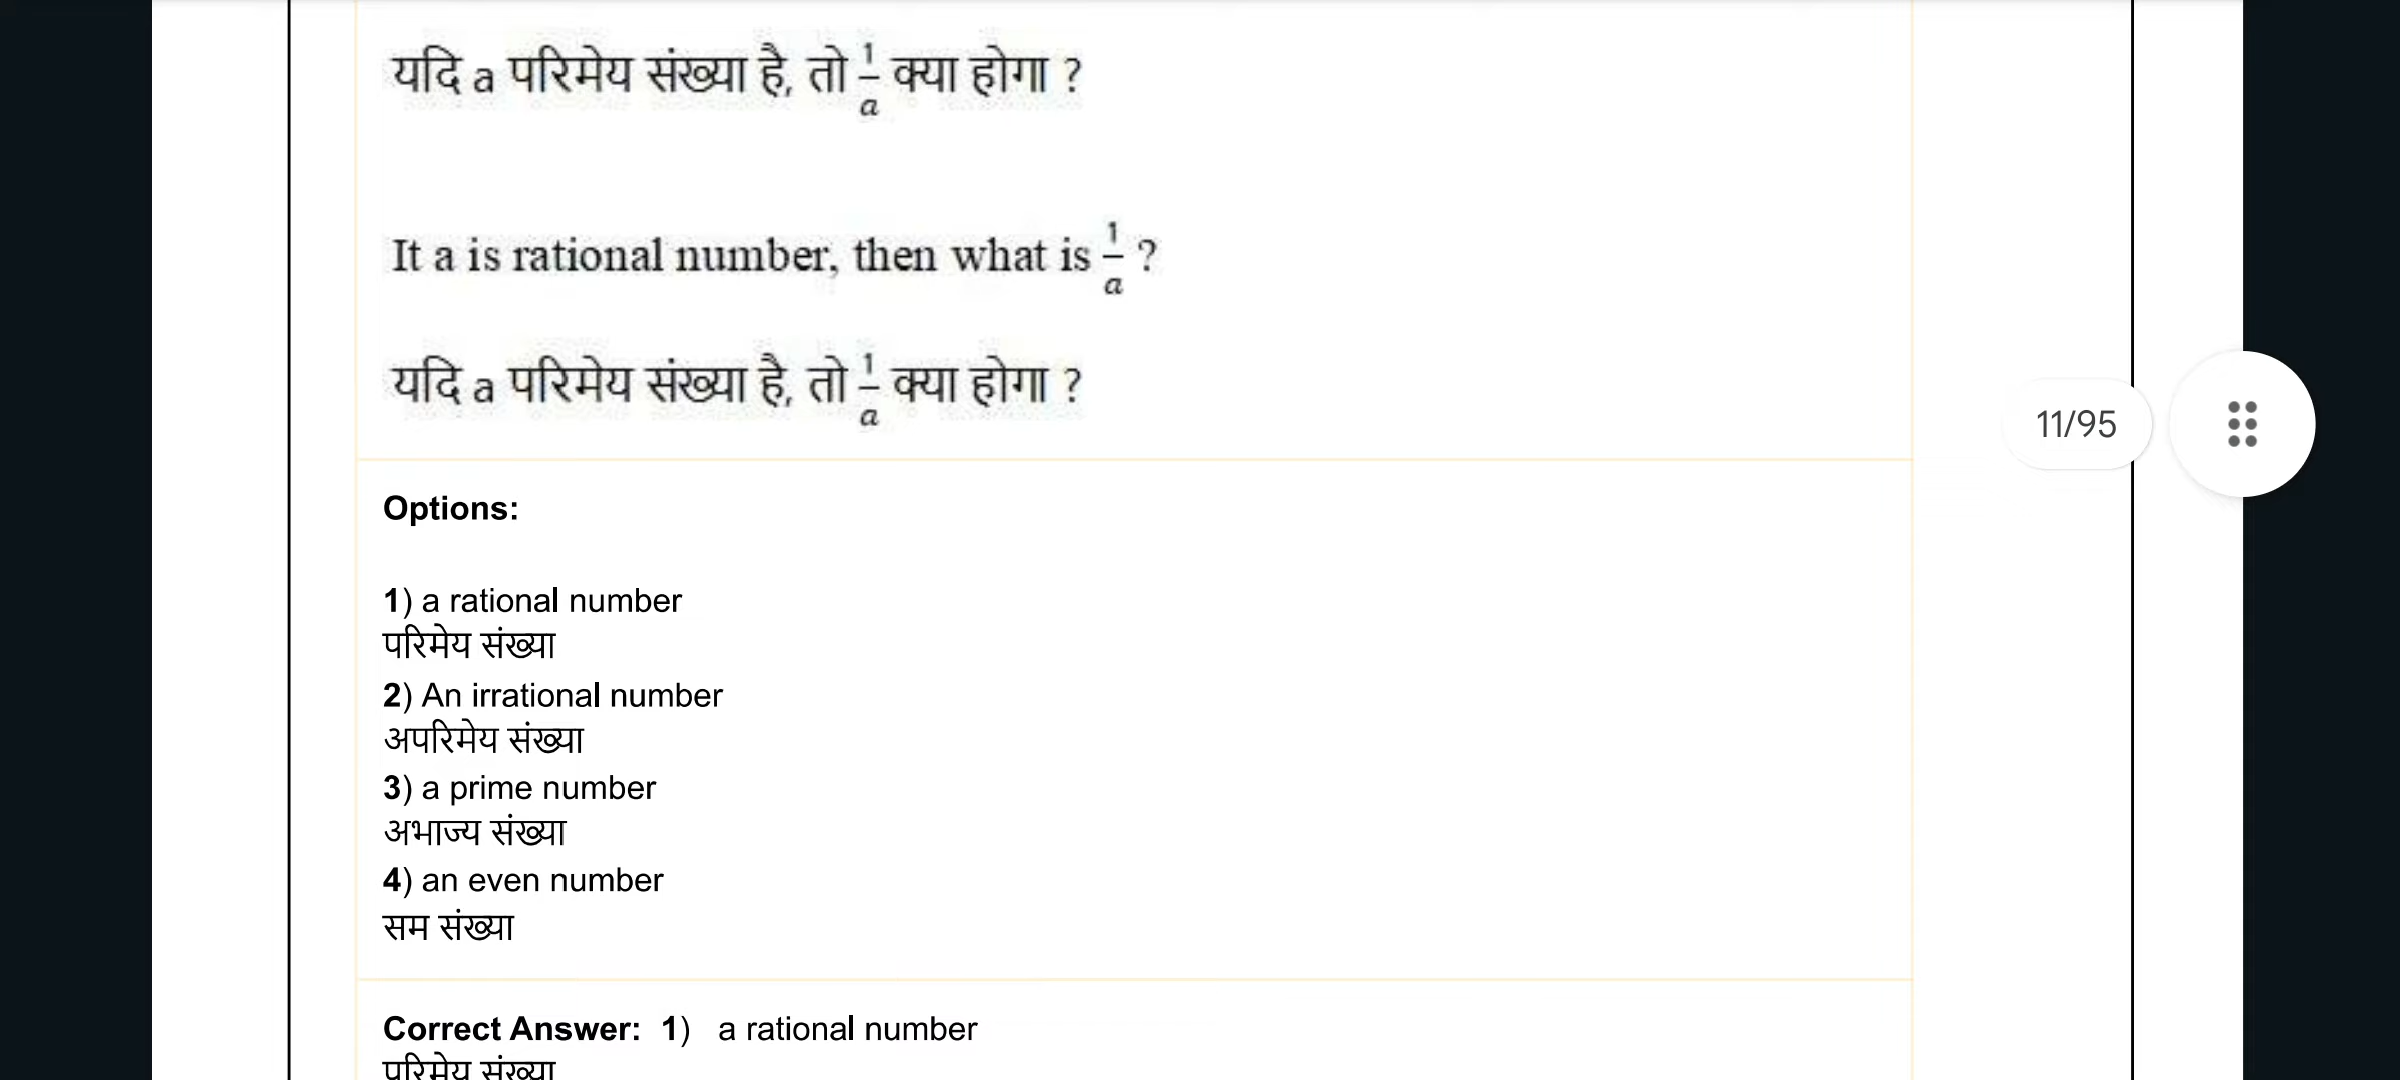 यदि a परिमेय संख्या है, तो 1/a क्या होगा ?
It a is rational number, then what is 1/a ?
यदि a परिमेय संख्या है, तो 1/a क्या होगा ?
11/95
Options:
1) a rational number
परिमेय संख्या
2) An irrational number
अपरिमेय संख्या
3) a prime number
अभाज्य संख्या
4) an even number
सम संख्या
Correct Answer: 1) a rational number
परिमेय संख्या